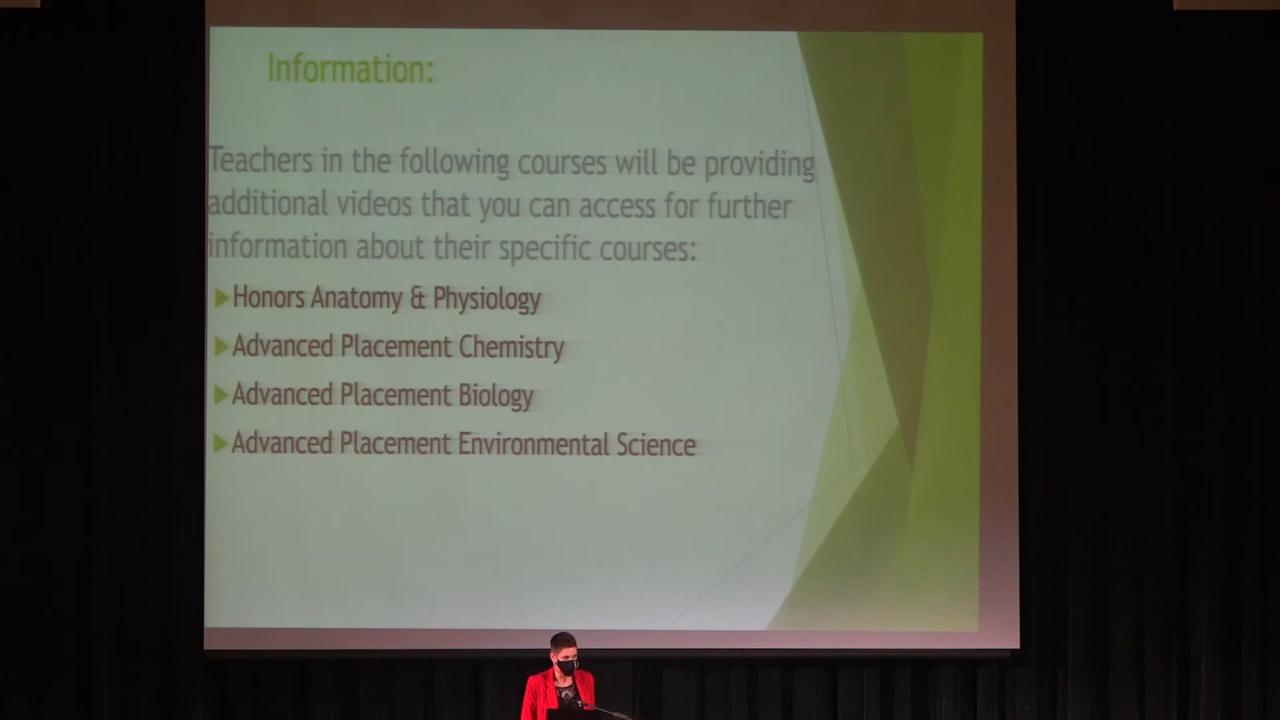 Information:
Teachers in the following courses will be providing
additional videos that you can access for further
information about their specific courses:
Honors Anatomy & Physiology
Advanced Placement Chemistry
Advanced Placement Biology
Advanced Placement Environmental Science